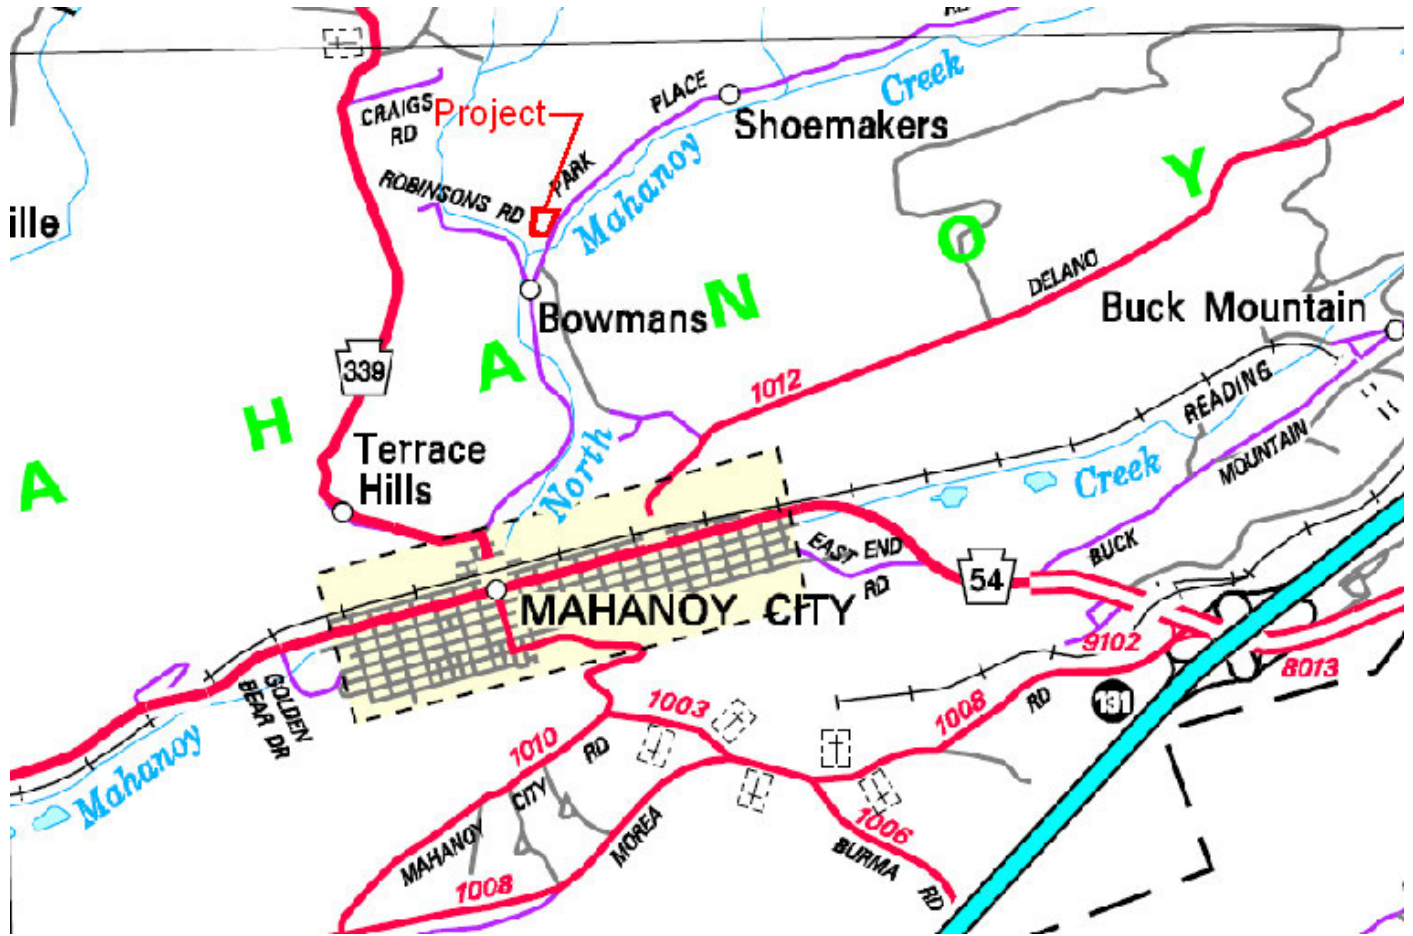 RD
Creek
PLACE
Shoemakers
CRAIGS
RD
Project
PARK
Mahanoy
ROBINSONS RD
ille
Y
O
DELANO
N
Bowmans
Buck Mountain
A
339
1012
READING
H
Terrace
Hills
North
MOUNTAIN
Creek
A
BUCK
EAST END
RD
54
MAHANOY CITY
9102
8013
GOLDEN
BEAR DR
1003
1008
RD
131
Mahanoy
1010
RD
CITY
MAHANOY
MOREA
1006
BURMA
RD
1008